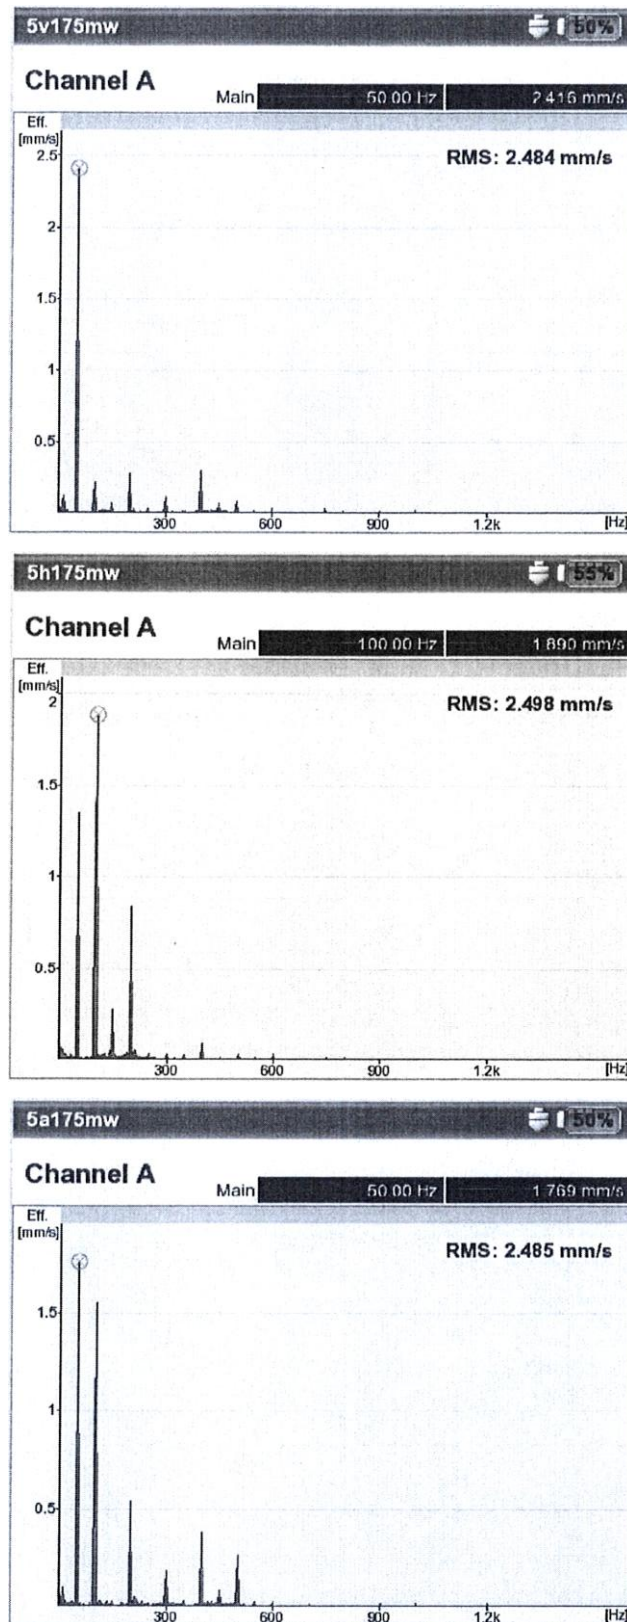 5v175mw 50%
Channel A
Main 50.00 Hz 2.416 mm/s
Eff.
[mm/s]
RMS: 2.484 mm/s
2.5
2
1.5
1
0.5
300 600 900 1.2k [Hz]
5h175mw 55%
Channel A
Main 100.00 Hz 1.890 mm/s
Eff.
[mm/s]
RMS: 2.498 mm/s
2
1.5
1
0.5
300 600 900 1.2k [Hz]
5a175mw 50%
Channel A
Main 50.00 Hz 1.769 mm/s
Eff.
[mm/s]
RMS: 2.485 mm/s
1.5
1
0.5
300 600 900 1.2k [Hz]